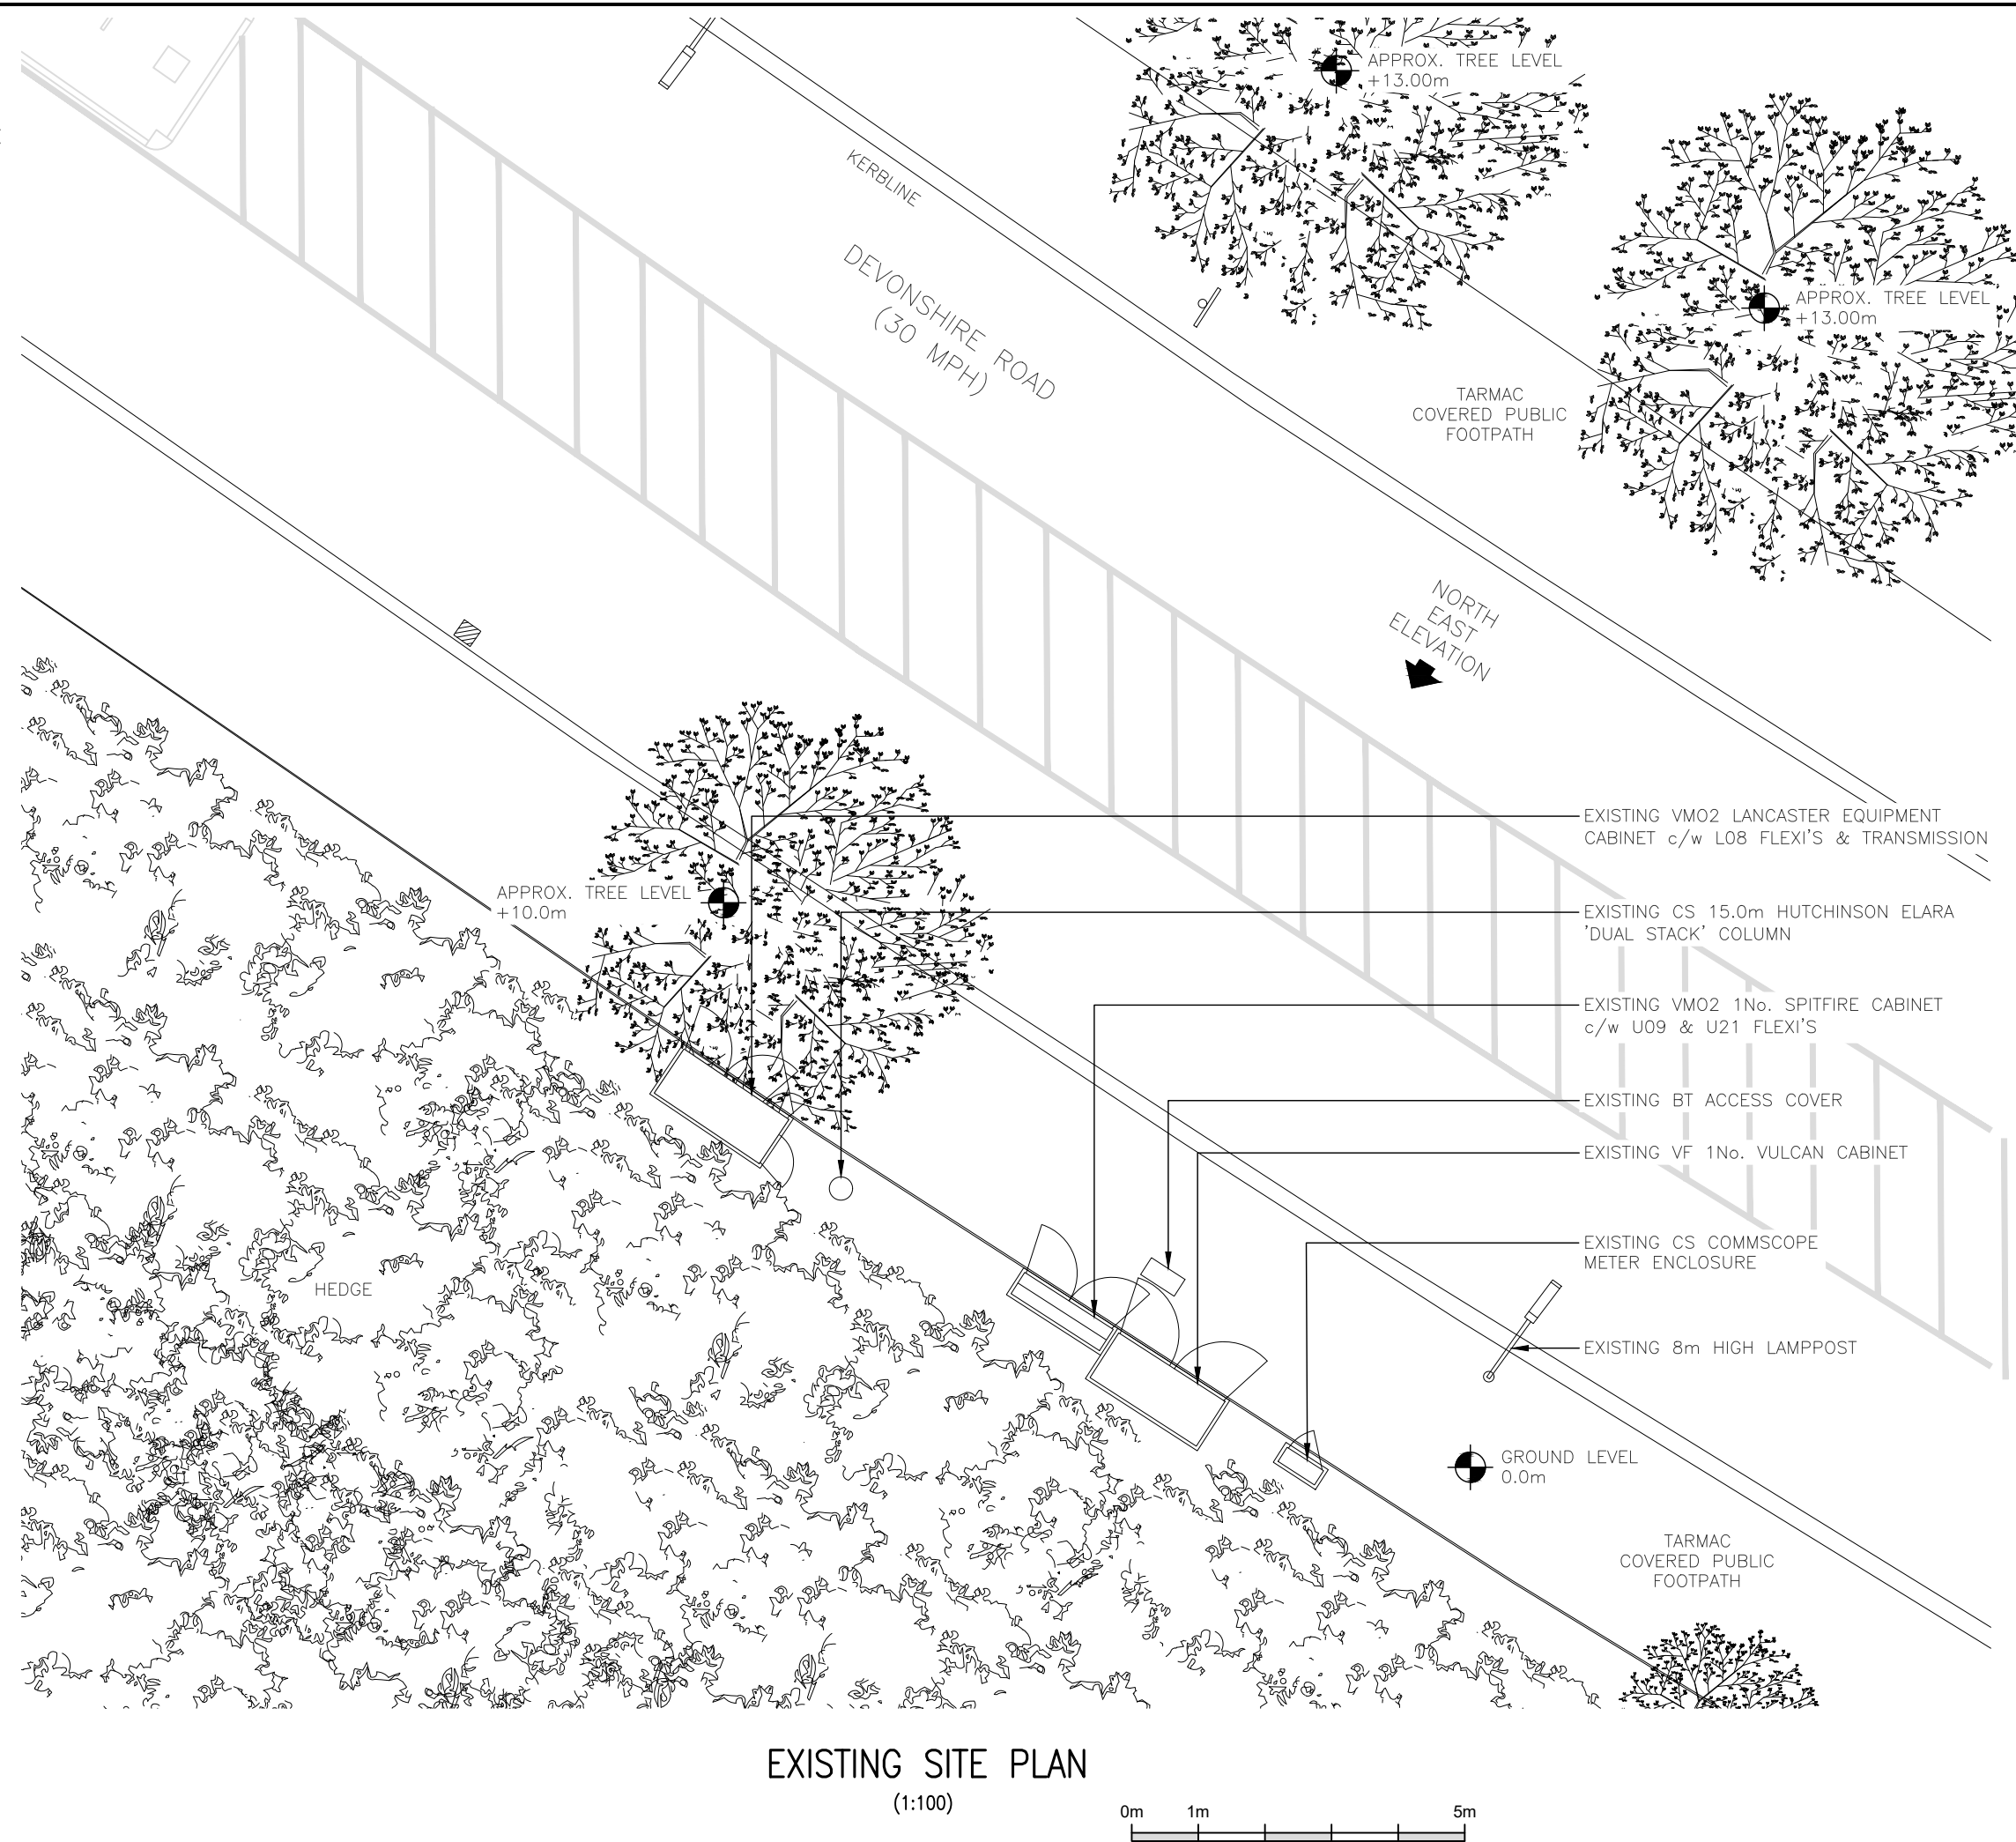 APPROX. TREE LEVEL
+13.00m
KERBLINE
DEVONSHIRE ROAD
(30 MPH)
APPROX. TREE LEVEL
+13.00m
TARMAC
COVERED PUBLIC
FOOTPATH
NORTH
EAST
ELEVATION
EXISTING VMO2 LANCASTER EQUIPMENT
CABINET c/w L08 FLEXI'S & TRANSMISSION
APPROX. TREE LEVEL
+10.0m
EXISTING CS 15.0m HUTCHINSON ELARA
'DUAL STACK' COLUMN
EXISTING VMO2 1No. SPITFIRE CABINET
c/w U09 & U21 FLEXI'S
EXISTING BT ACCESS COVER
EXISTING VF 1No. VULCAN CABINET
EXISTING CS COMMSCOPE
METER ENCLOSURE
HEDGE
EXISTING 8m HIGH LAMPPOST
GROUND LEVEL
0.0m
TARMAC
COVERED PUBLIC
FOOTPATH
EXISTING SITE PLAN
(1:100)
0m 1m 5m